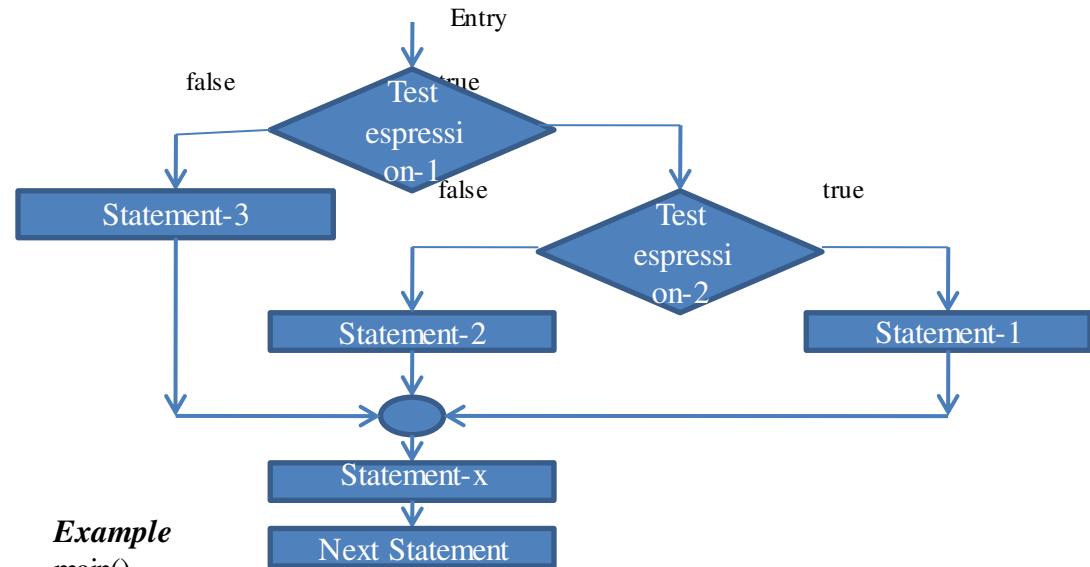 Entry
false
true
Test
espressi
on-1
false
true
Statement-3
Test
espressi
on-2
Statement-2
Statement-1
Statement-x
Example
Next Statement
main()